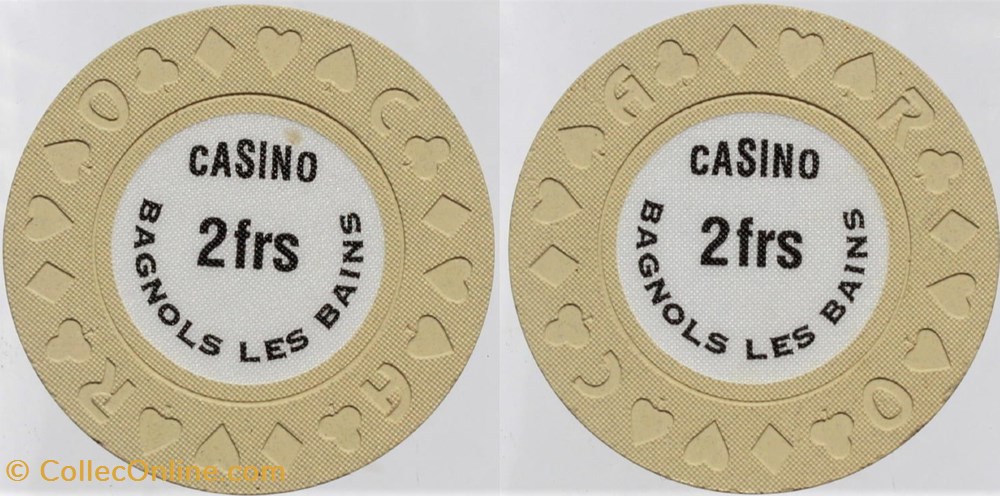 CASINO
2frs
BAGNOLS LES BAINS
O
C
R
CASINO
2frs
BAGNOLS LES BAINS
R
C
O
© CollecOnline.com